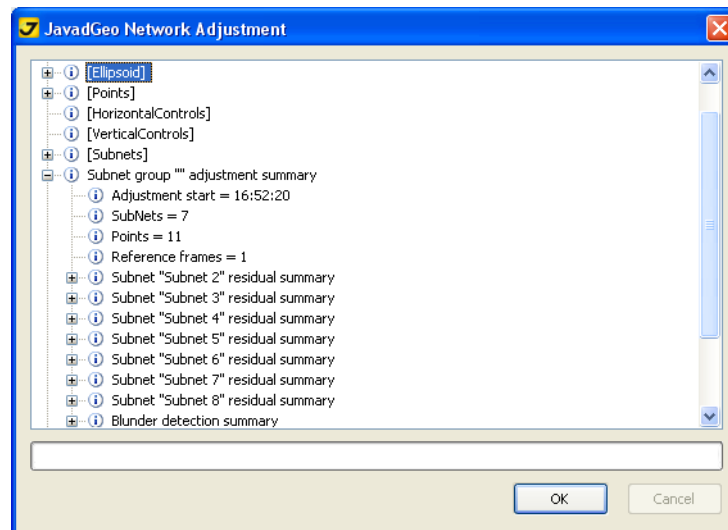 JavadGeo Network Adjustment
[Ellipsoid]
[Points]
[HorizontalControls]
[VerticalControls]
[Subnets]
Subnet group "" adjustment summary
Adjustment start = 16:52:20
SubNets = 7
Points = 11
Reference frames = 1
Subnet "Subnet 2" residual summary
Subnet "Subnet 3" residual summary
Subnet "Subnet 4" residual summary
Subnet "Subnet 5" residual summary
Subnet "Subnet 6" residual summary
Subnet "Subnet 7" residual summary
Subnet "Subnet 8" residual summary
Blunder detection summary
OK Cancel